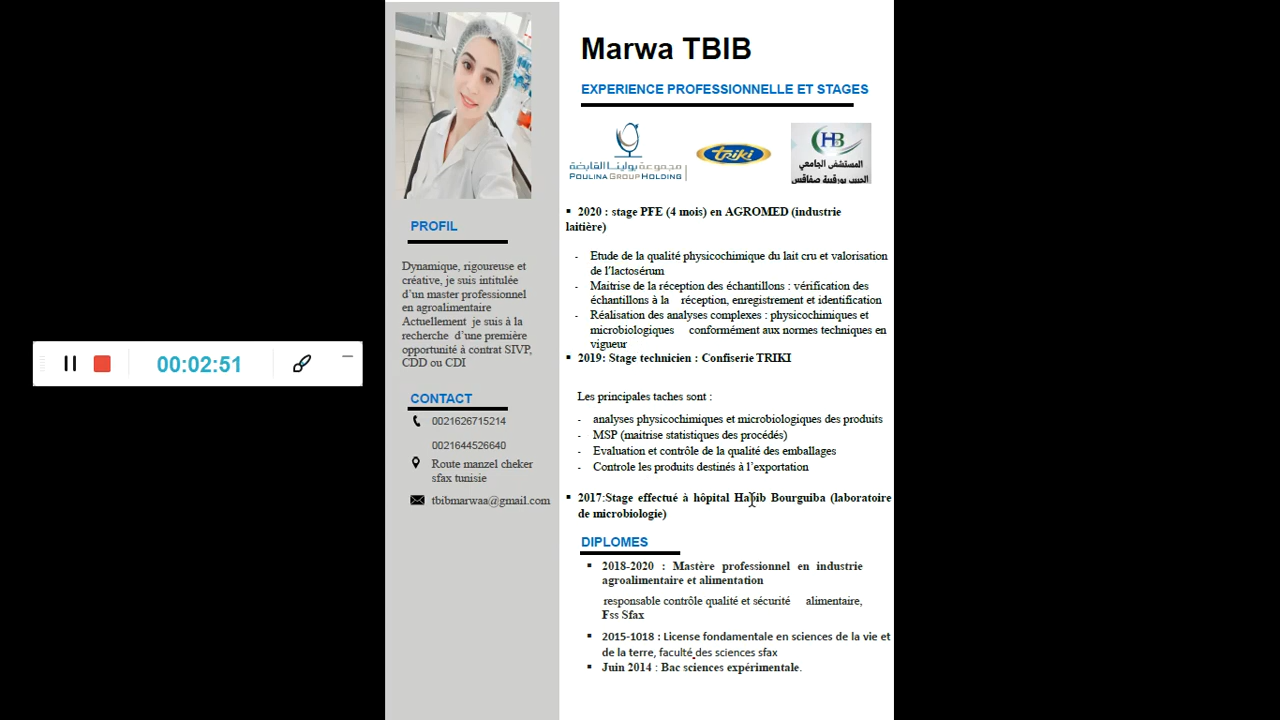 00:02:51
PROFIL
Dynamique, rigoureuse et
créative, je suis intitulée
d’un master professionnel
en agroalimentaire
Actuellement je suis à la
recherche d’une première
opportunité à contrat SIVP,
CDD ou CDI
CONTACT
0021626715214
0021644526640
Route manzel cheker
sfax tunisie
tbibmarwaa@gmail.com
Marwa TBIB
EXPERIENCE PROFESSIONNELLE ET STAGES
مجموعة بولينا القابضة
POULINA GROUP HOLDING
triki
HB
المستشفى الجامعي
الحبيب بورقيبة صفاقس
▪ 2020 : stage PFE (4 mois) en AGROMED (industrie
laitière)
- Etude de la qualité physicochimique du lait cru et valorisation
de l’lactosérum
- Maitrise de la réception des échantillons : vérification des
échantillons à la réception, enregistrement et identification
- Réalisation des analyses complexes : physicochimiques et
microbiologiques conformément aux normes techniques en
vigueur
▪ 2019: Stage technicien : Confiserie TRIKI
Les principales taches sont :
- analyses physicochimiques et microbiologiques des produits
- MSP (maitrise statistiques des procédés)
- Evaluation et contrôle de la qualité des emballages
- Controle les produits destinés à l’exportation
▪ 2017:Stage effectué à hôpital Habib Bourguiba (laboratoire
de microbiologie)
DIPLOMES
▪ 2018-2020 : Mastère professionnel en industrie
agroalimentaire et alimentation
responsable contrôle qualité et sécurité alimentaire,
Fss Sfax
▪ 2015-1018 : License fondamentale en sciences de la vie et
de la terre, faculté des sciences sfax
▪ Juin 2014 : Bac sciences expérimentale.